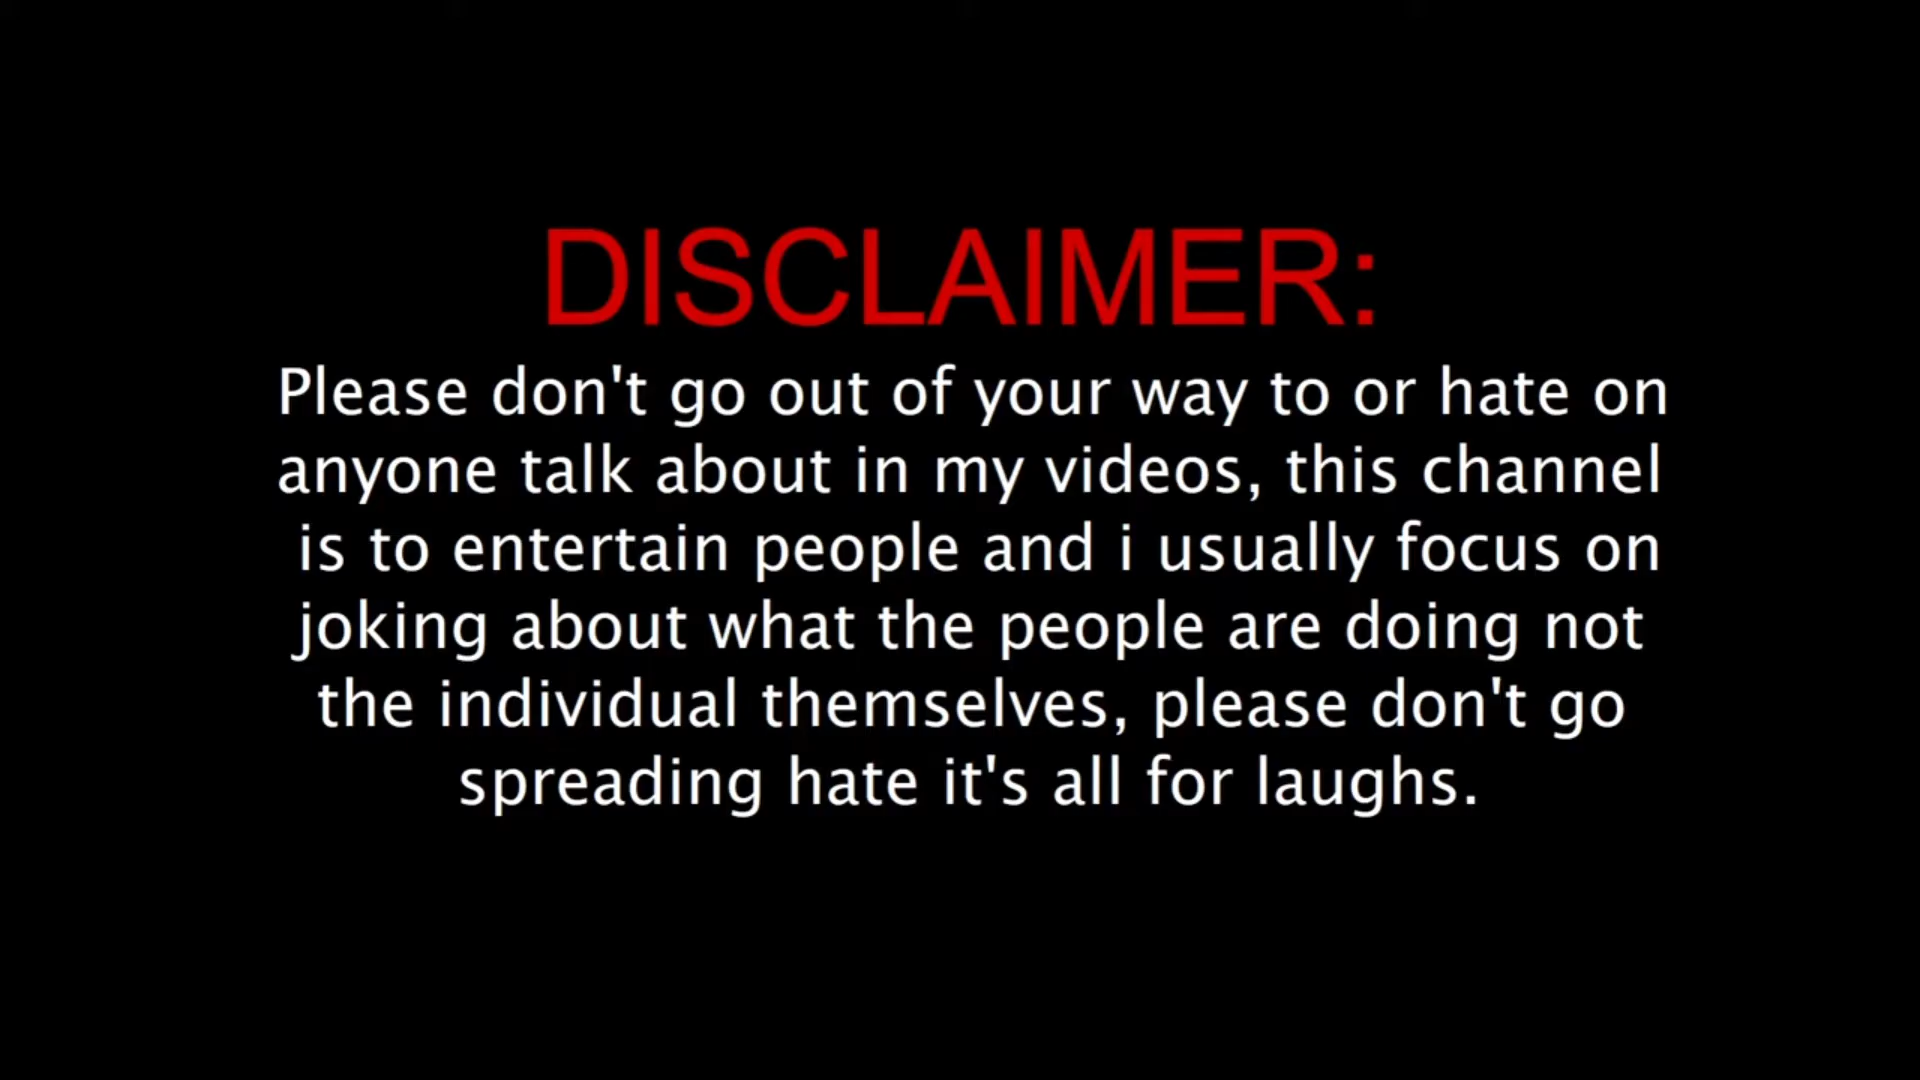 DISCLAIMER:
Please don't go out of your way to or hate on
anyone talk about in my videos, this channel
is to entertain people and i usually focus on
joking about what the people are doing not
the individual themselves, please don't go
spreading hate it's all for laughs.